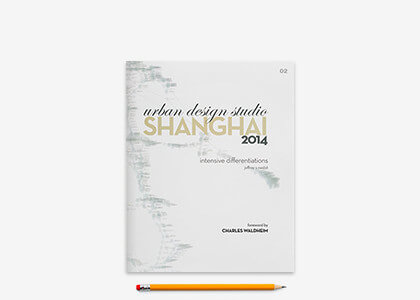 02
urban design studio
SHANGHAI
2014
intensive differentiations
foreword by
CHARLES WALDHEIM